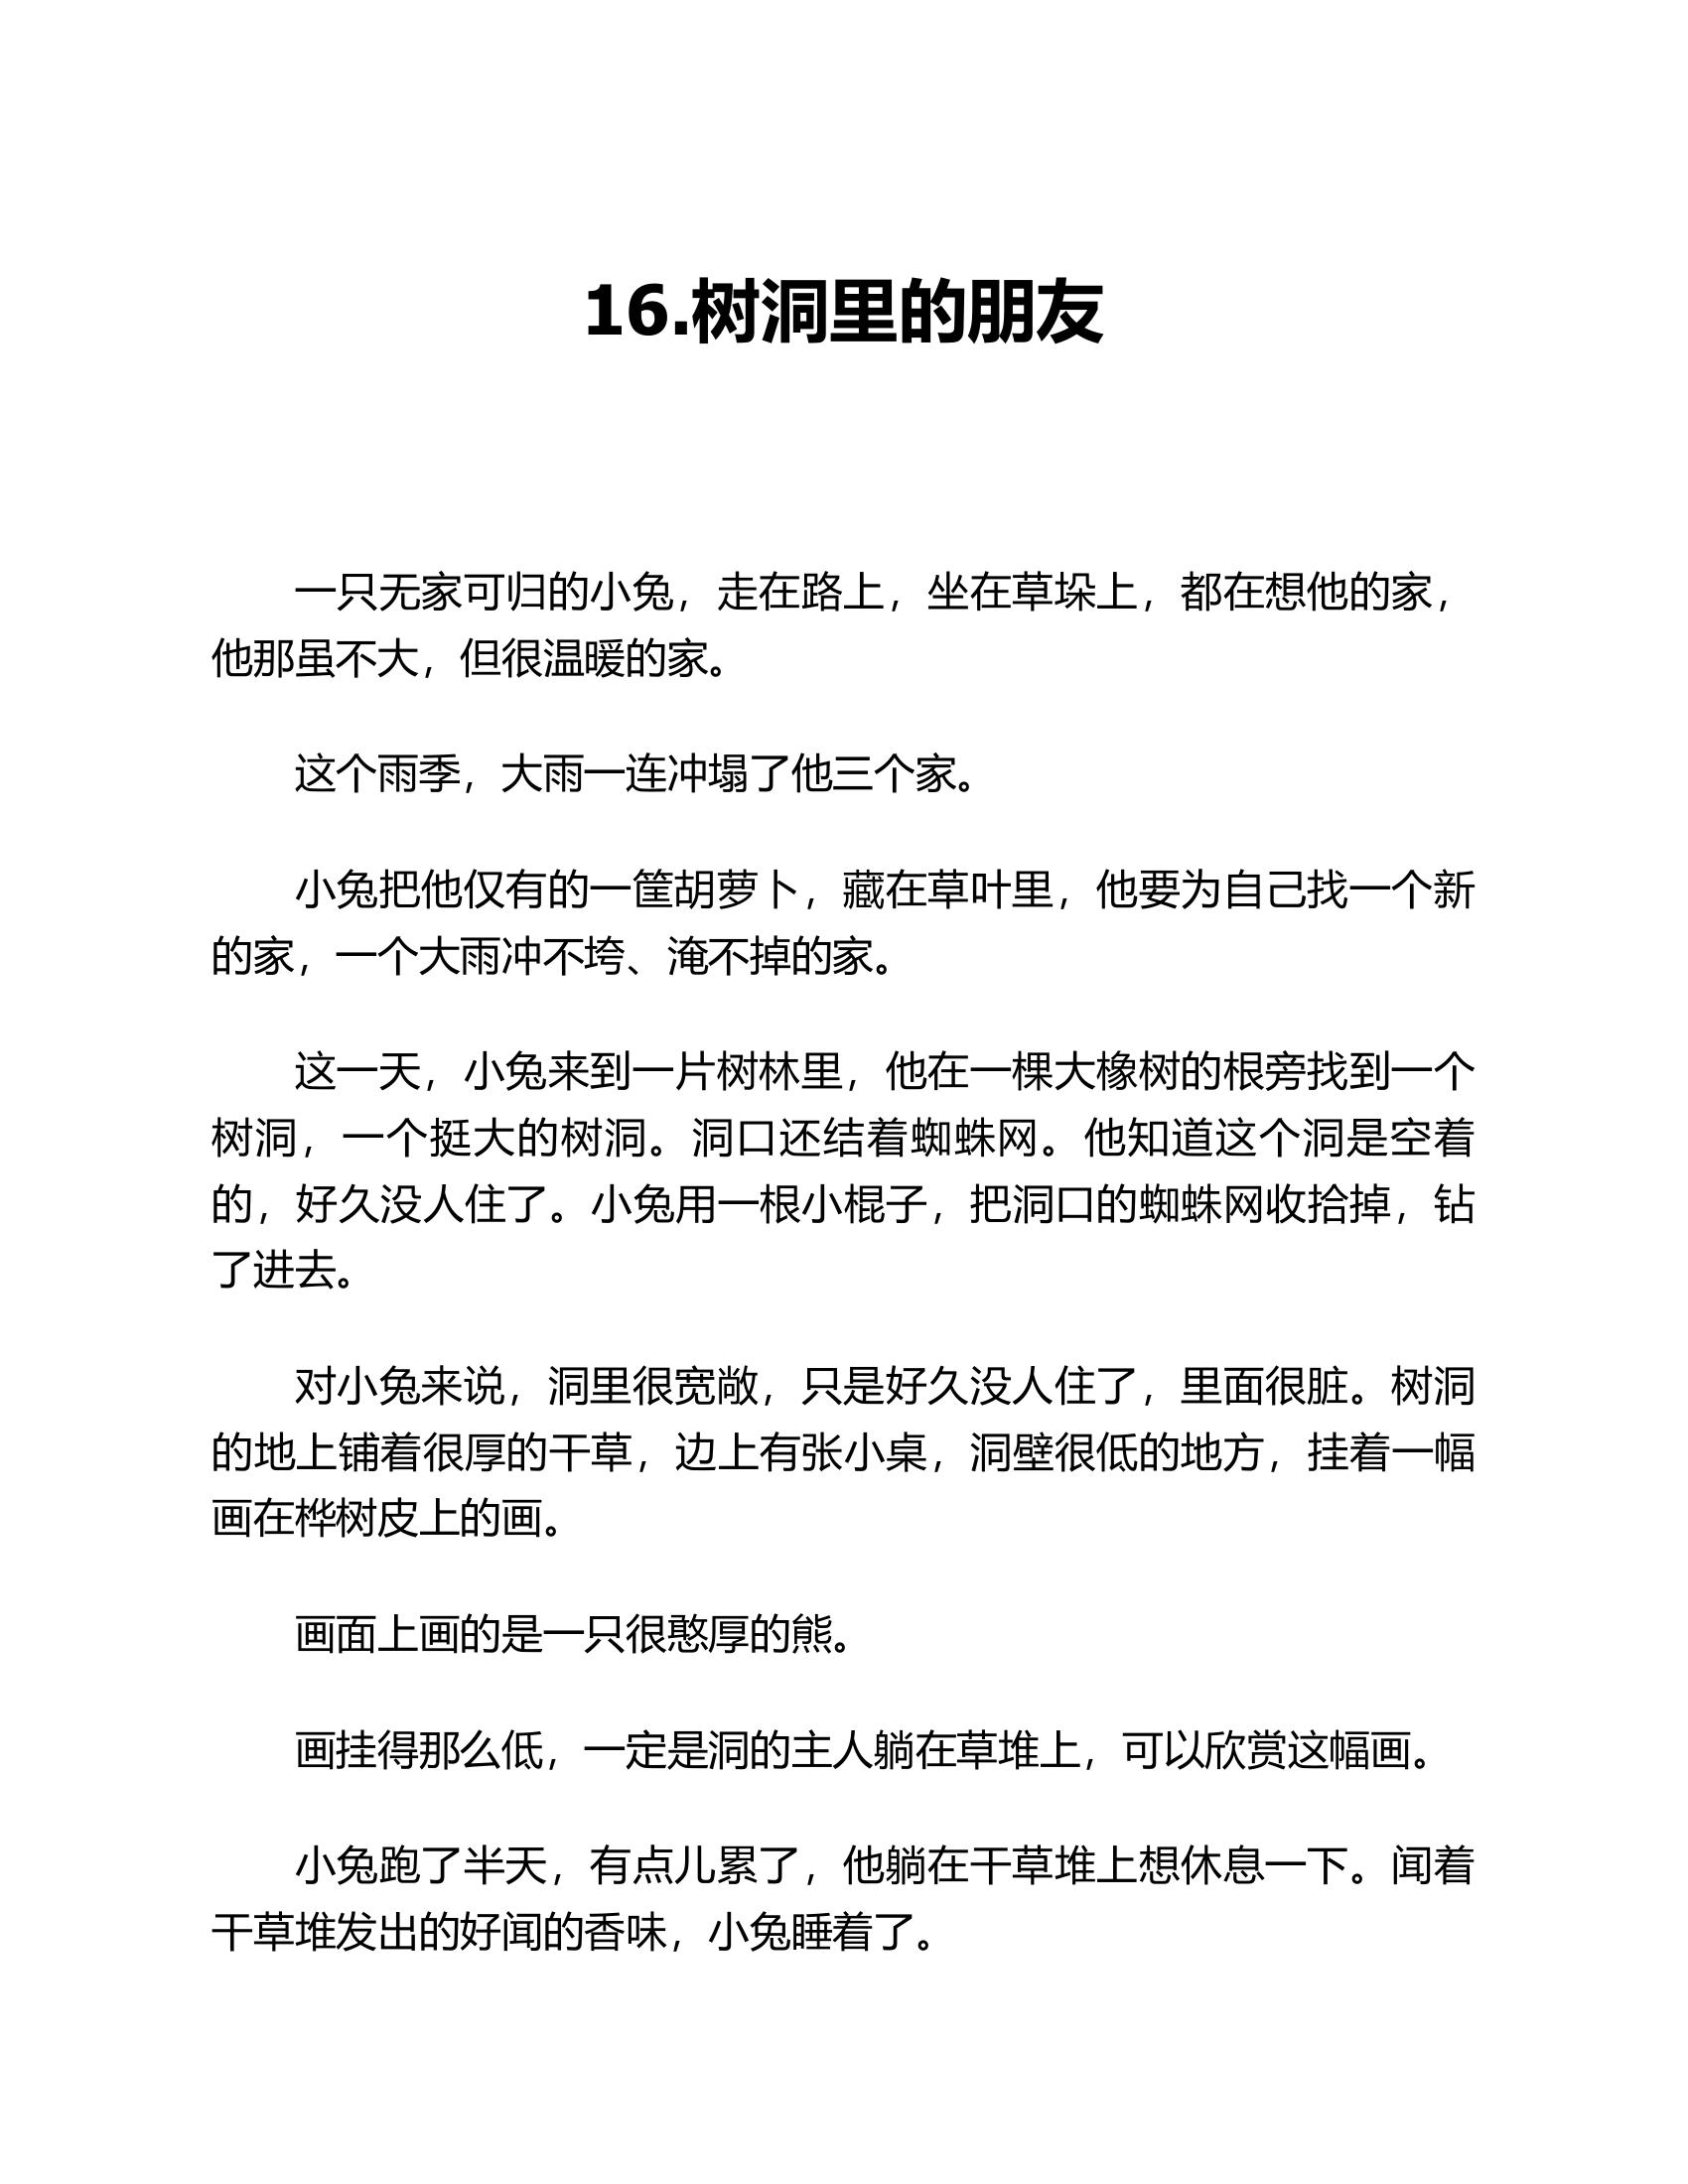 16.树洞里的朋友
一只无家可归的小兔，走在路上，坐在草垛上，都在想他的家，
他那虽不大，但很温暖的家。
这个雨季，大雨一连冲塌了他三个家。
小兔把他仅有的一筐胡萝卜，藏在草叶里，他要为自己找一个新
的家，一个大雨冲不垮、淹不掉的家。
这一天，小兔来到一片树林里，他在一棵大橡树的根旁找到一个
树洞，一个挺大的树洞。洞口还结着蜘蛛网。他知道这个洞是空着
的，好久没人住了。小兔用一根小棍子，把洞口的蜘蛛网收拾掉，钻
了进去。
对小兔来说，洞里很宽敞，只是好久没人住了，里面很脏。树洞
的地上铺着很厚的干草，边上有张小桌，洞壁很低的地方，挂着一幅
画在桦树皮上的画。
画面上画的是一只很憨厚的熊。
画挂得那么低，一定是洞的主人躺在草堆上，可以欣赏这幅画。
小兔跑了半天，有点儿累了，他躺在干草堆上想休息一下。闻着
干草堆发出的好闻的香味，小兔睡着了。